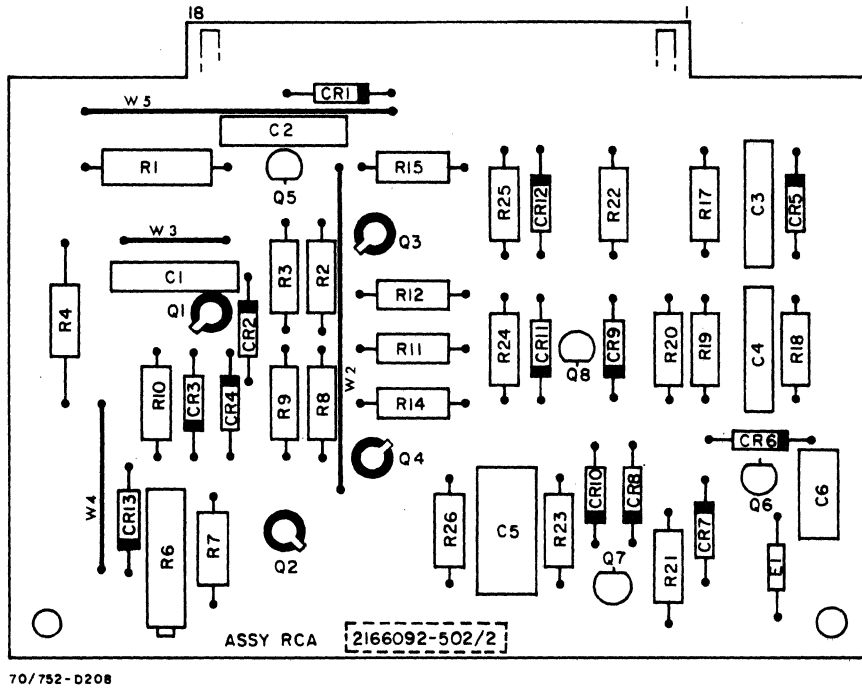 18 1
CR1
W5
C2
R1 R15
Q5
R25 CR12 R22 R17 C3 CR5
W3
Q3
C1
R3 R2
R4
Q1
CR2
R12
R24 CR11 CR9 R20 R19 C4 R18
R11
Q8
W2
R10 CR3 CR4 R9 R8
R14
CR6
Q4
W4
CR13 R6 R7
Q2
R26 C5 R23 CR10 CR8
Q6
C6
CR7
Q7
R21
E1
ASSY RCA 2166092-502/2
70/752-D208